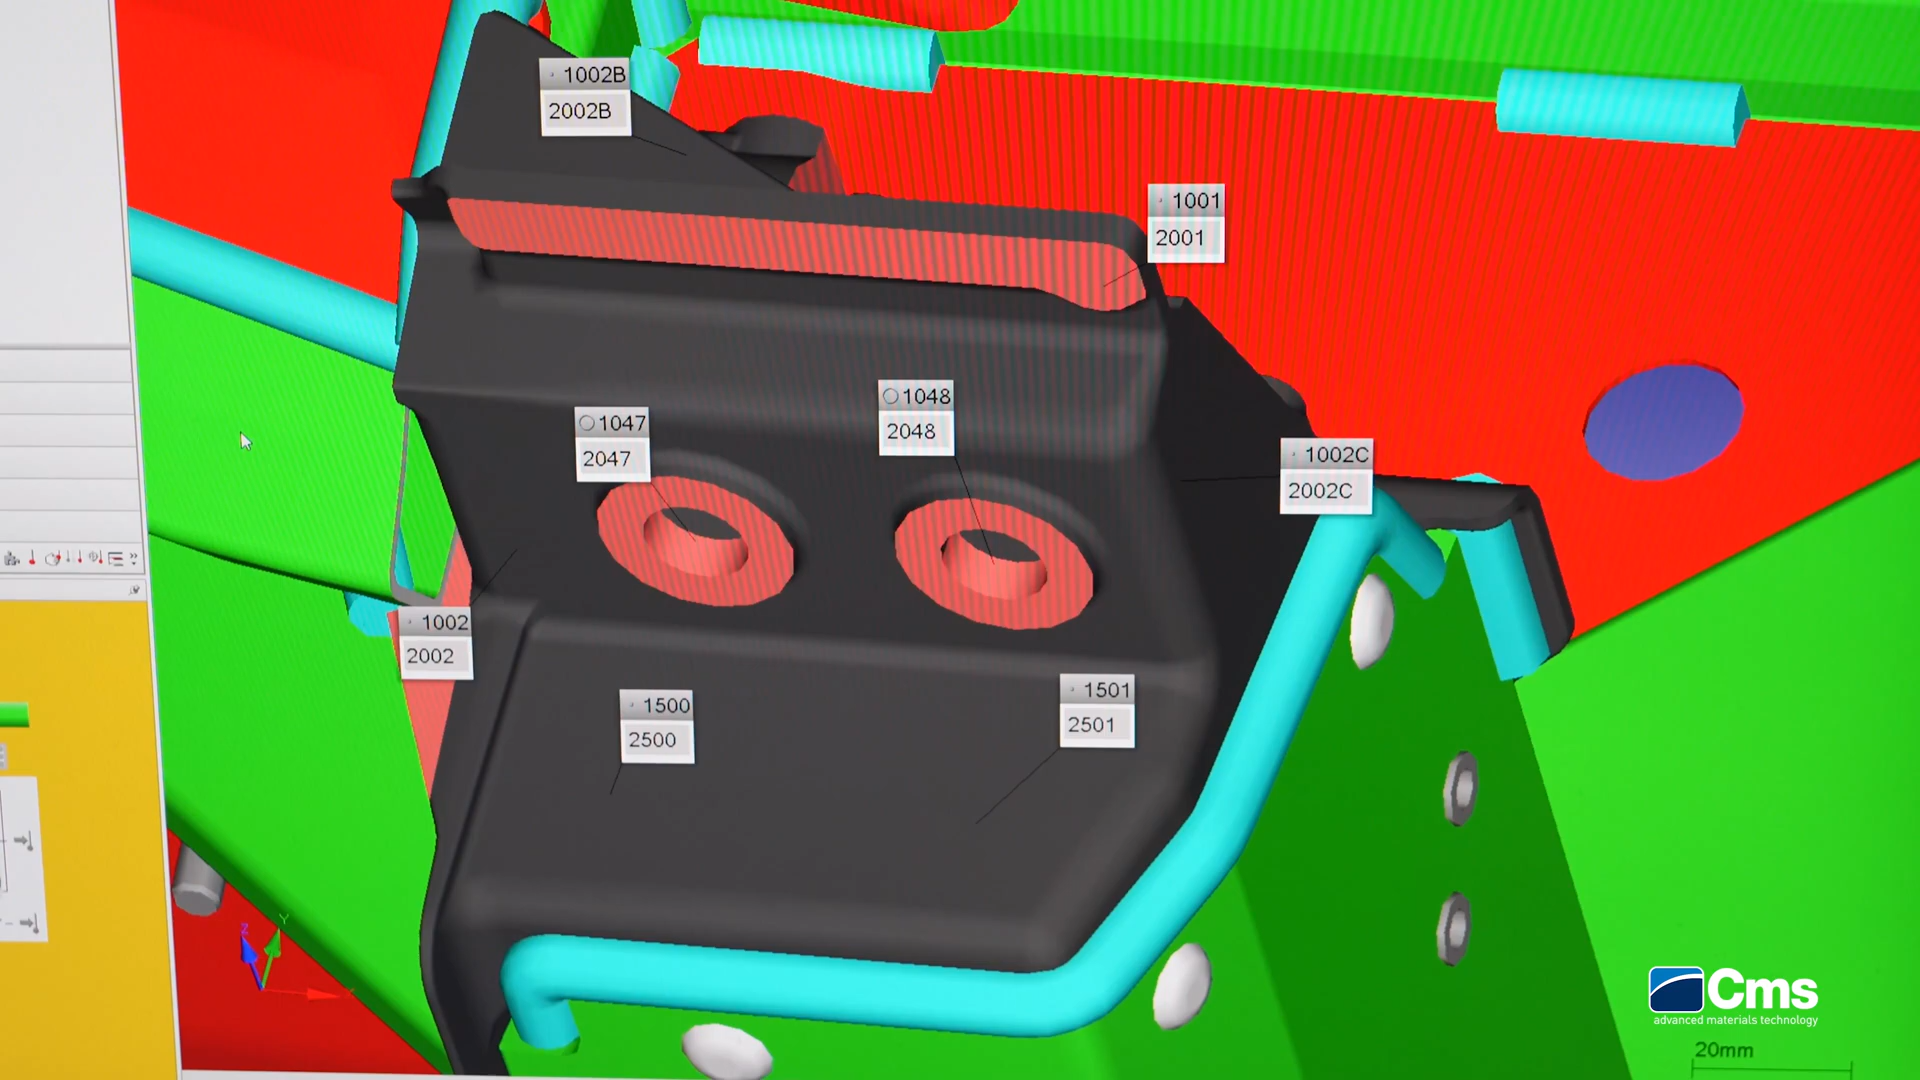 1002B
2002B
1001
2001
1048
2048
1047
2047
1002C
2002C
1002
2002
1501
2501
1500
2500
Z
Y
Cms
advanced materials technology
20mm